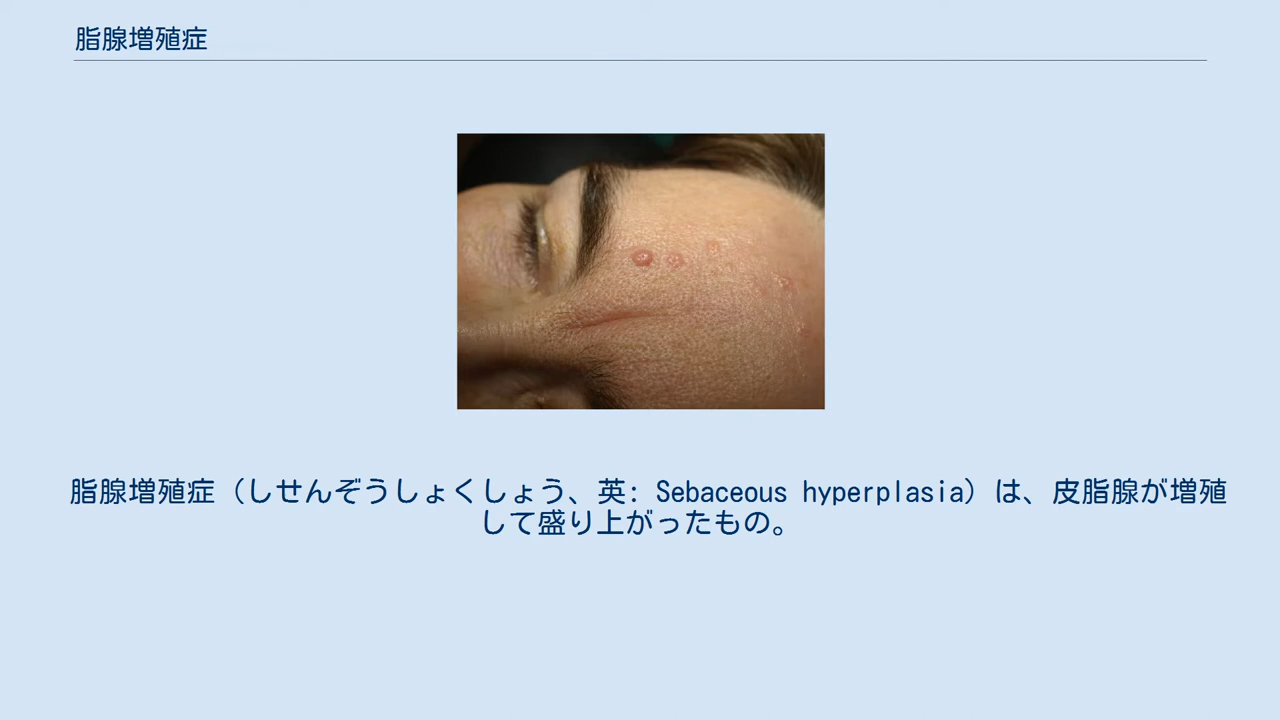 脂腺増殖症
脂腺増殖症（しせんぞうしょくしょう、英: Sebaceous hyperplasia）は、皮脂腺が増殖
して盛り上がったもの。